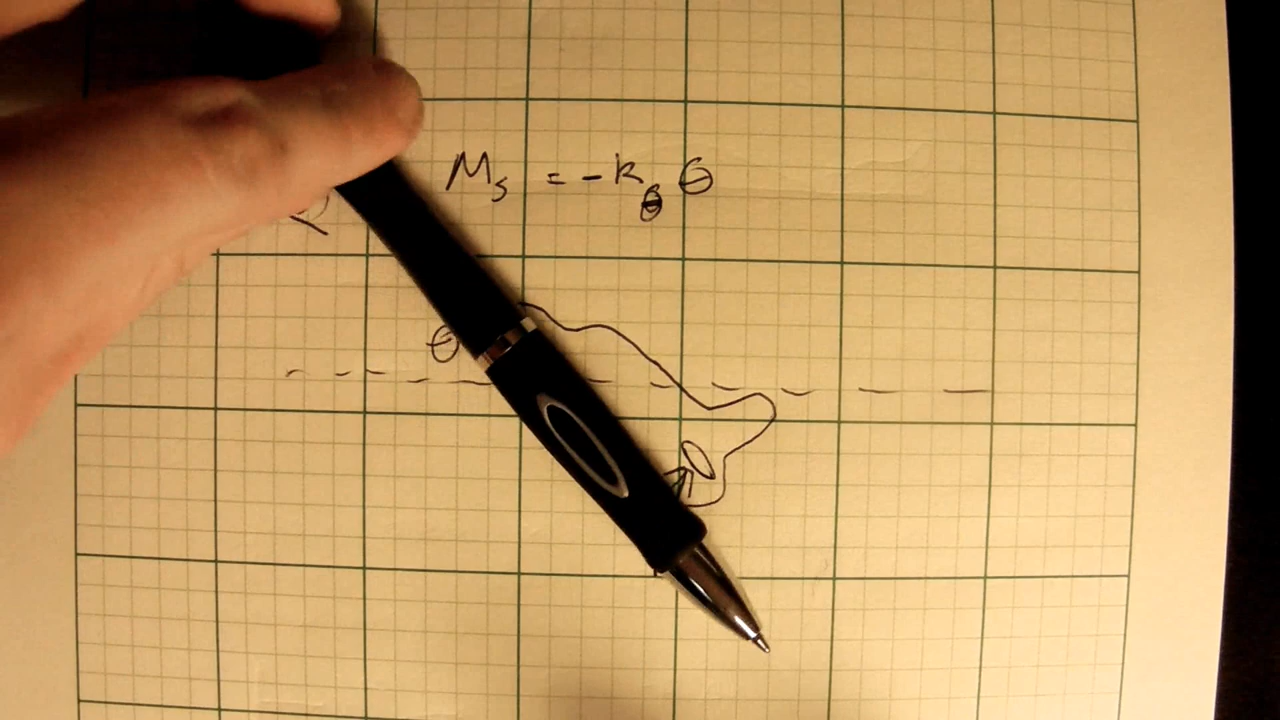 M_s = -k_θ θ
θ